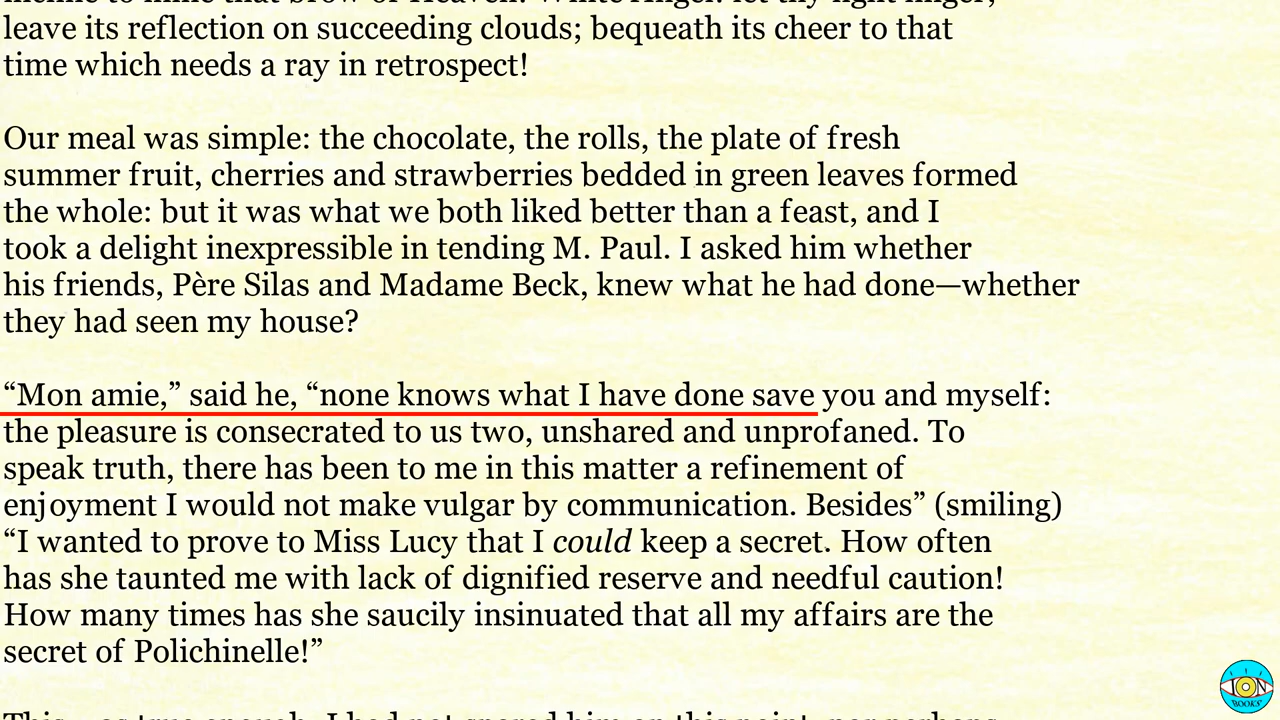 leave its reflection on succeeding clouds; bequeath its cheer to that
time which needs a ray in retrospect!
Our meal was simple: the chocolate, the rolls, the plate of fresh
summer fruit, cherries and strawberries bedded in green leaves formed
the whole: but it was what we both liked better than a feast, and I
took a delight inexpressible in tending M. Paul. I asked him whether
his friends, Père Silas and Madame Beck, knew what he had done—whether
they had seen my house?
“Mon amie,” said he, “none knows what I have done save you and myself:
the pleasure is consecrated to us two, unshared and unprofaned. To
speak truth, there has been to me in this matter a refinement of
enjoyment I would not make vulgar by communication. Besides” (smiling)
“I wanted to prove to Miss Lucy that I could keep a secret. How often
has she taunted me with lack of dignified reserve and needful caution!
How many times has she saucily insinuated that all my affairs are the
secret of Polichinelle!”
ION
BOOKS